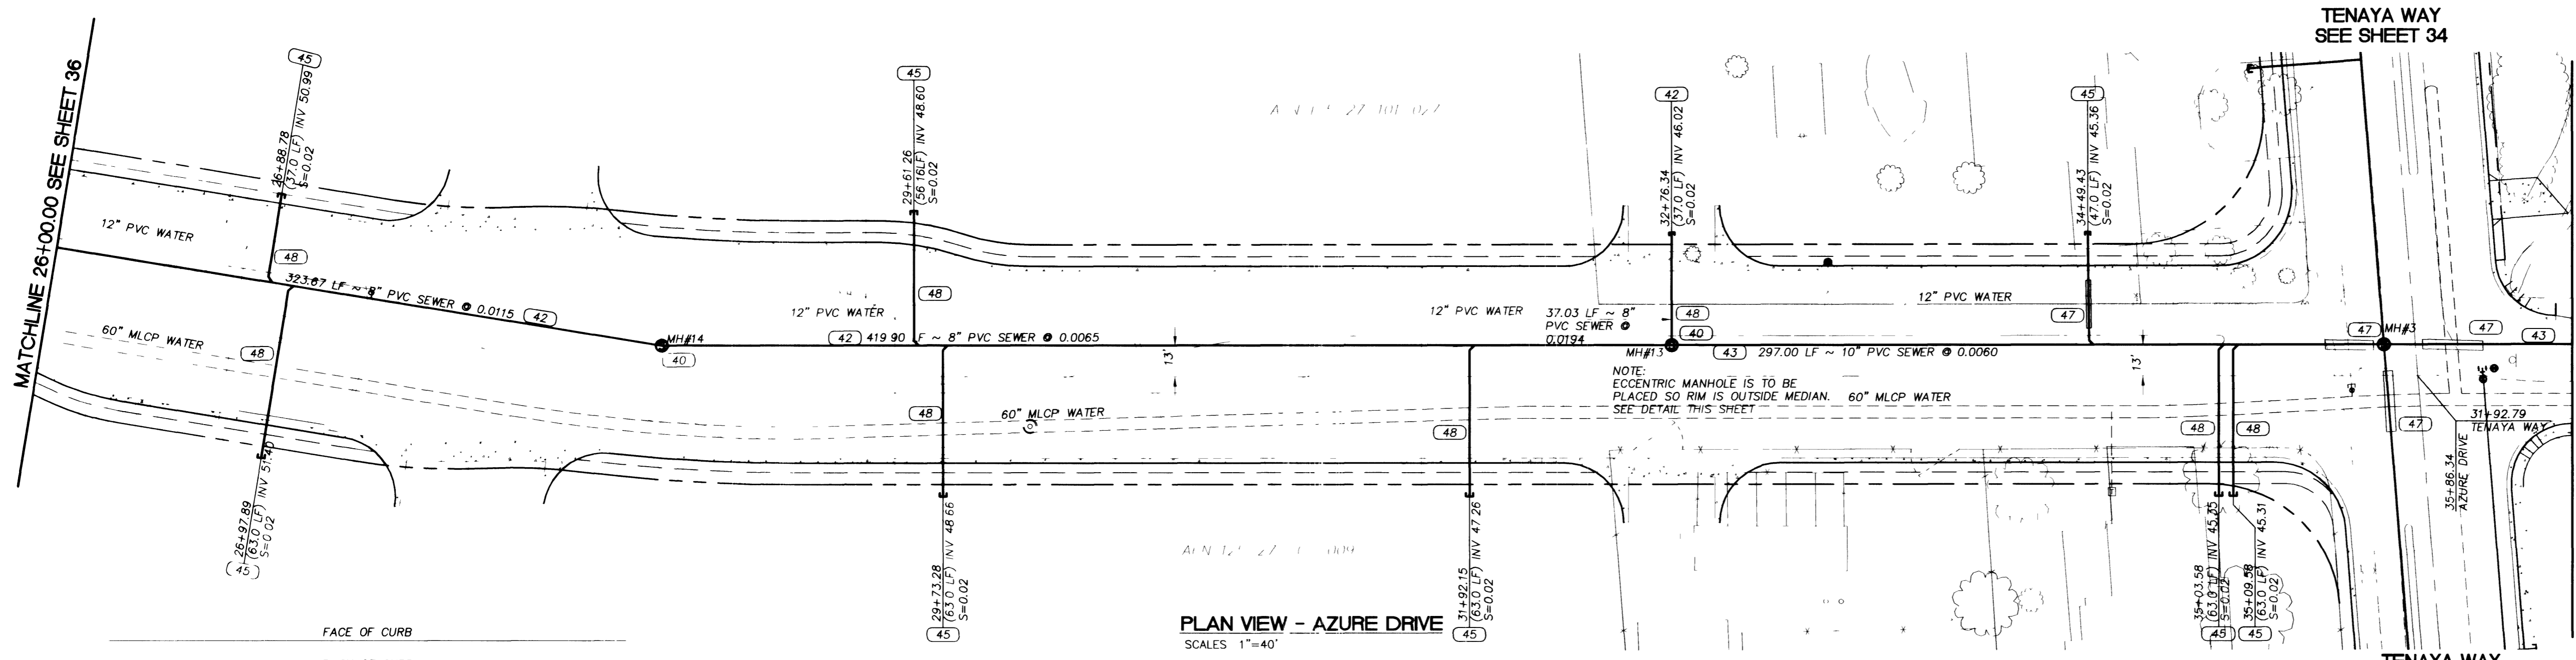 TENAYA WAY
SEE SHEET 34
MATCHLINE 26+00.00 SEE SHEET 36
45
26+88.78
(37.0 LF) INV 50.99
S=0.02
45
29+61.26
(56.16LF) INV 48.60
S=0.02
42
32+76.34
(37.0 LF) INV 46.02
S=0.02
45
34+49.43
(47.0 LF) INV 45.36
S=0.02
12" PVC WATER
48
323.67 LF ~ 8" PVC SEWER @ 0.0115
42
60" MLCP WATER
48
MH#14
40
12" PVC WATER
48
42
419.90 LF ~ 8" PVC SEWER @ 0.0065
13'
48
60" MLCP WATER
12" PVC WATER
37.03 LF ~ 8"
PVC SEWER @
0.0194
48
40
MH#13
43
297.00 LF ~ 10" PVC SEWER @ 0.0060
NOTE:
ECCENTRIC MANHOLE IS TO BE
PLACED SO RIM IS OUTSIDE MEDIAN.
SEE DETAIL THIS SHEET
60" MLCP WATER
48
12" PVC WATER
47
13'
47
MH#3
47
43
48
48
47
31+92.79
TENAYA WAY
35+86.34
AZURE DRIVE
26+97.89
(63.0 LF) INV 51.40
S=0.02
45
29+73.28
(63.0 LF) INV 48.66
S=0.02
45
31+92.15
(63.0 LF) INV 47.26
S=0.02
45
35+03.58
(63.0 LF) INV 45.35
S=0.02
45
35+09.58
(63.0 LF) INV 45.31
S=0.02
45
FACE OF CURB
PLAN VIEW - AZURE DRIVE
SCALES 1"=40'
TENAYA WAY